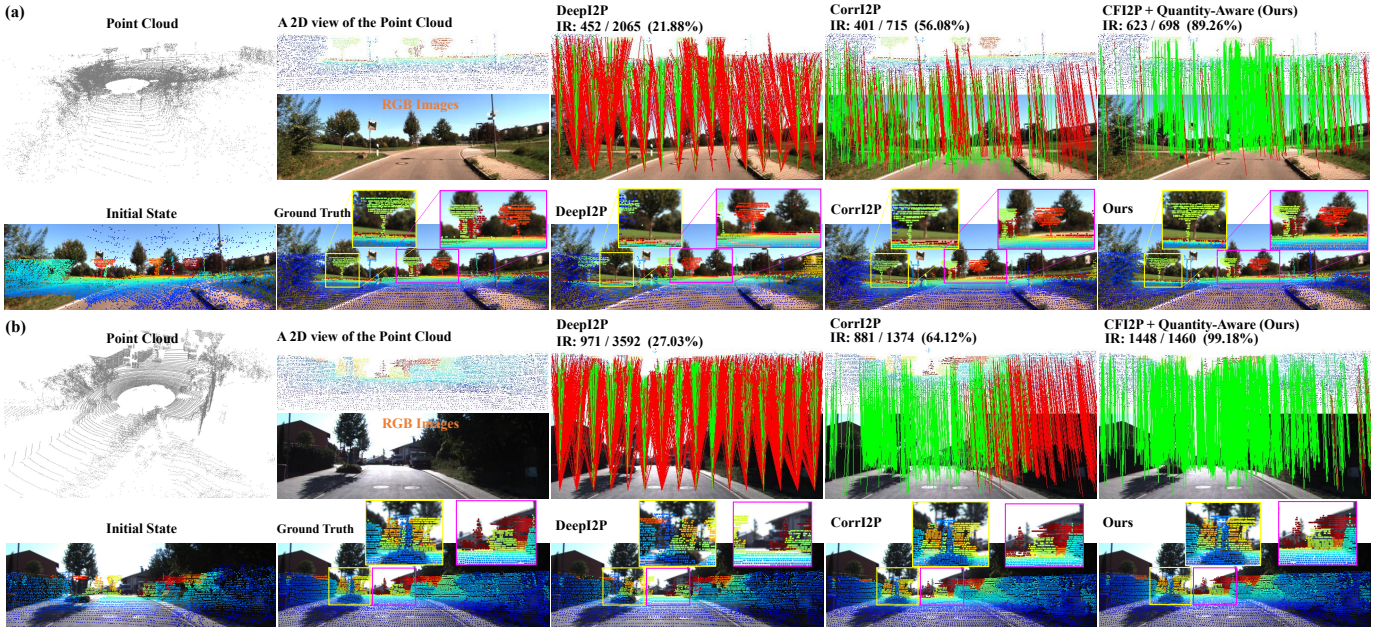 (a)
Point Cloud
A 2D view of the Point Cloud
RGB Images
DeepI2P
IR: 452 / 2065 (21.88%)
CorrI2P
IR: 401 / 715 (56.08%)
CFI2P + Quantity-Aware (Ours)
IR: 623 / 698 (89.26%)
Initial State
Ground Truth
DeepI2P
CorrI2P
Ours
(b)
Point Cloud
A 2D view of the Point Cloud
RGB Images
DeepI2P
IR: 971 / 3592 (27.03%)
CorrI2P
IR: 881 / 1374 (64.12%)
CFI2P + Quantity-Aware (Ours)
IR: 1448 / 1460 (99.18%)
Initial State
Ground Truth
DeepI2P
CorrI2P
Ours